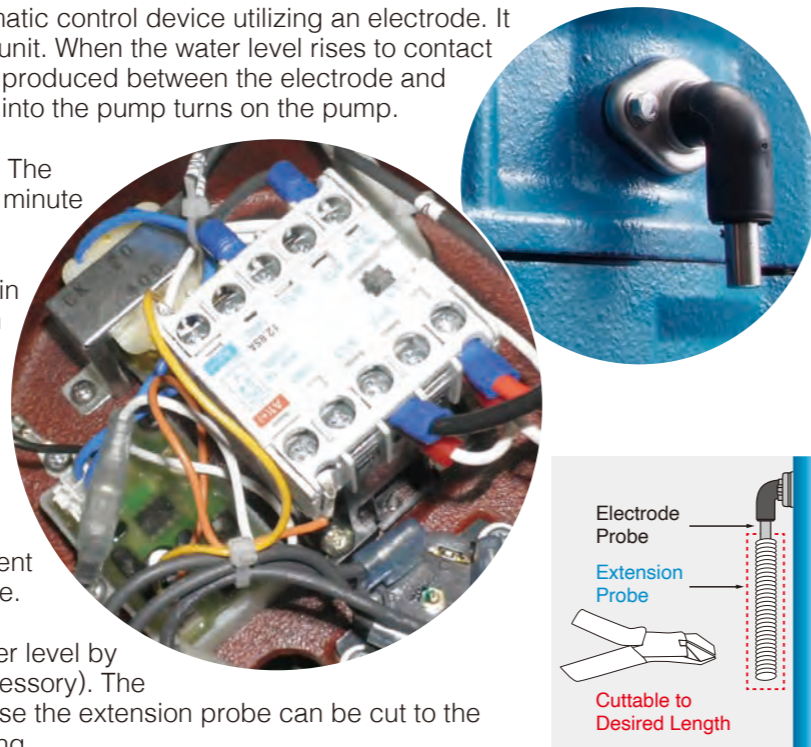 matic control device utilizing an electrode. It
unit. When the water level rises to contact
produced between the electrode and
into the pump turns on the pump.
The
minute
in
ent
e.
er level by
essory). The
se the extension probe can be cut to the
Electrode
Probe
Extension
Probe
Cuttable to
Desired Length